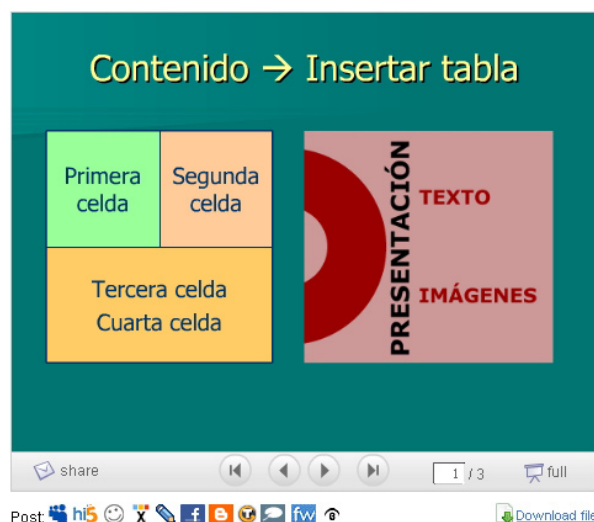 Contenido → Insertar tabla
Primera
celda
Segunda
celda
Tercera celda
Cuarta celda
PRESENTACIÓN
TEXTO
IMÁGENES
share
1 / 3
full
Post
hi5
X
f
B
fw
Download file